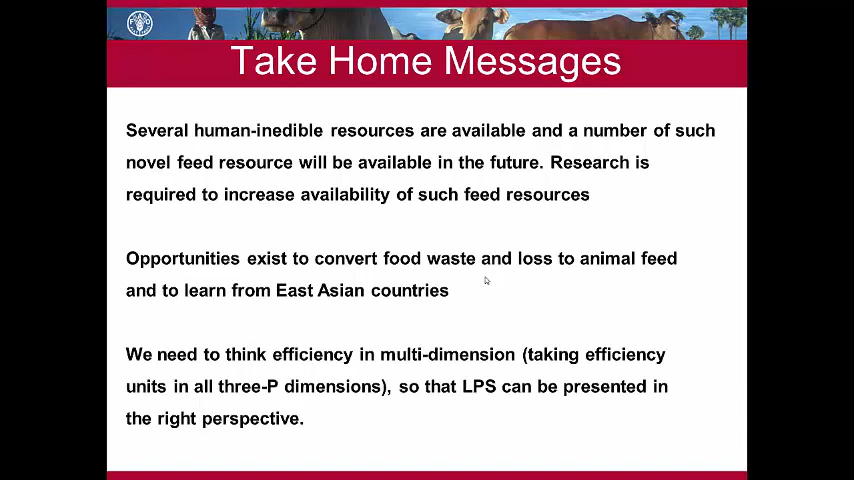 Take Home Messages
Several human-inedible resources are available and a number of such
novel feed resource will be available in the future. Research is
required to increase availability of such feed resources
Opportunities exist to convert food waste and loss to animal feed
and to learn from East Asian countries
We need to think efficiency in multi-dimension (taking efficiency
units in all three-P dimensions), so that LPS can be presented in
the right perspective.